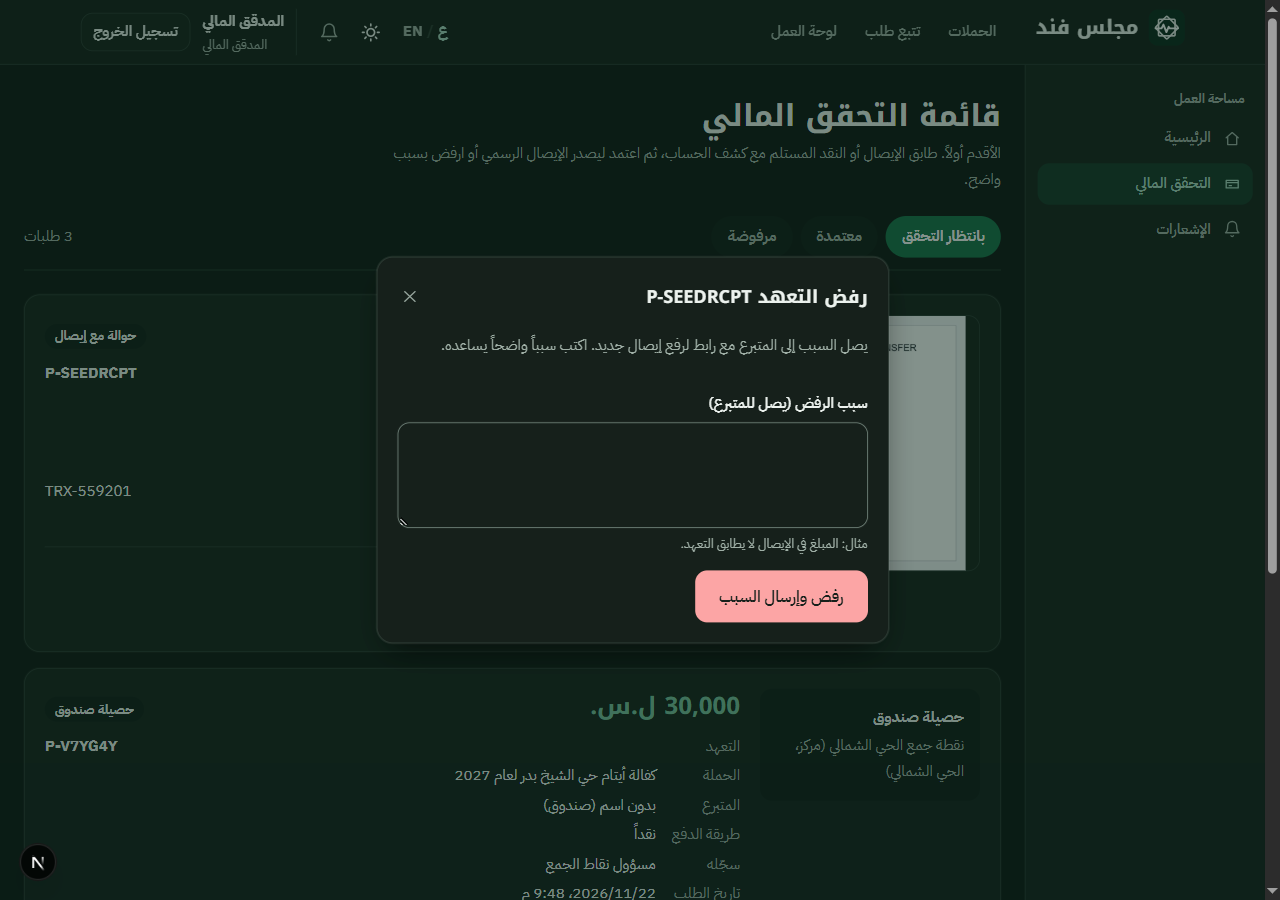 مجلس فند
الحملات
تتبع طلب
لوحة العمل
ع / EN
المدقق المالي
المدقق المالي
تسجيل الخروج
مساحة العمل
الرئيسية
التحقق المالي
الإشعارات
قائمة التحقق المالي
الأقدم أولاً. طابق الإيصال أو النقد المستلم مع كشف الحساب، ثم اعتمد ليصدر الإيصال الرسمي أو ارفض بسبب
واضح.
بانتظار التحقق
معتمدة
مرفوضة
3 طلبات
NSFER
حوالة مع إيصال
P-SEEDRCPT
TRX-559201
رفض التعهد P-SEEDRCPT
يصل السبب إلى المتبرع مع رابط لرفع إيصال جديد. اكتب سبباً واضحاً يساعده.
سبب الرفض (يصل للمتبرع)
مثال: المبلغ في الإيصال لا يطابق التعهد.
رفض وإرسال السبب
حصيلة صندوق
نقطة جمع الحي الشمالي (مركز،
الحي الشمالي)
30,000 ل.س.
حصيلة صندوق
P-V7YG4Y
التعهد
الحملة كفالة أيتام حي الشيخ بدر لعام 2027
المتبرع بدون اسم (صندوق)
طريقة الدفع نقداً
سجّله مسؤول نقاط الجمع
تاريخ الطلب 2026/11/22، 9:48 م
N